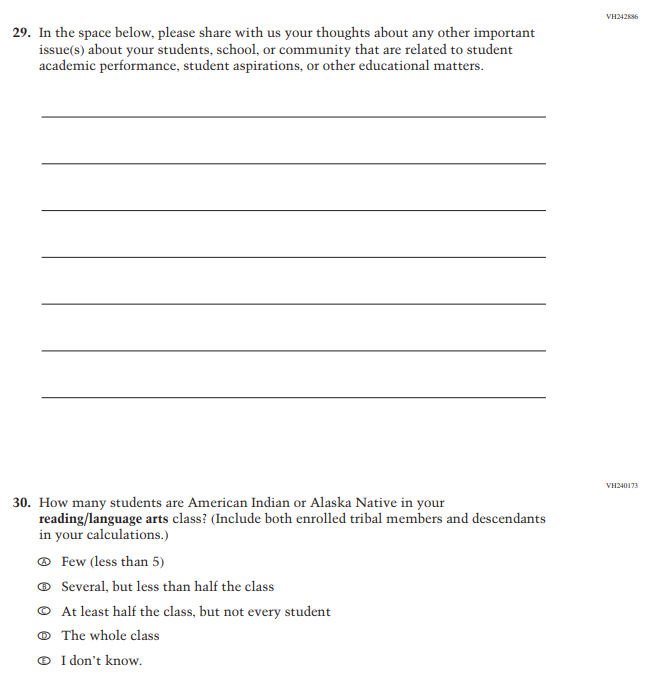 VH242886
29. In the space below, please share with us your thoughts about any other important
issue(s) about your students, school, or community that are related to student
academic performance, student aspirations, or other educational matters.
VH240173
30. How many students are American Indian or Alaska Native in your
reading/language arts class? (Include both enrolled tribal members and descendants
in your calculations.)
A Few (less than 5)
B Several, but less than half the class
C At least half the class, but not every student
D The whole class
E I don't know.